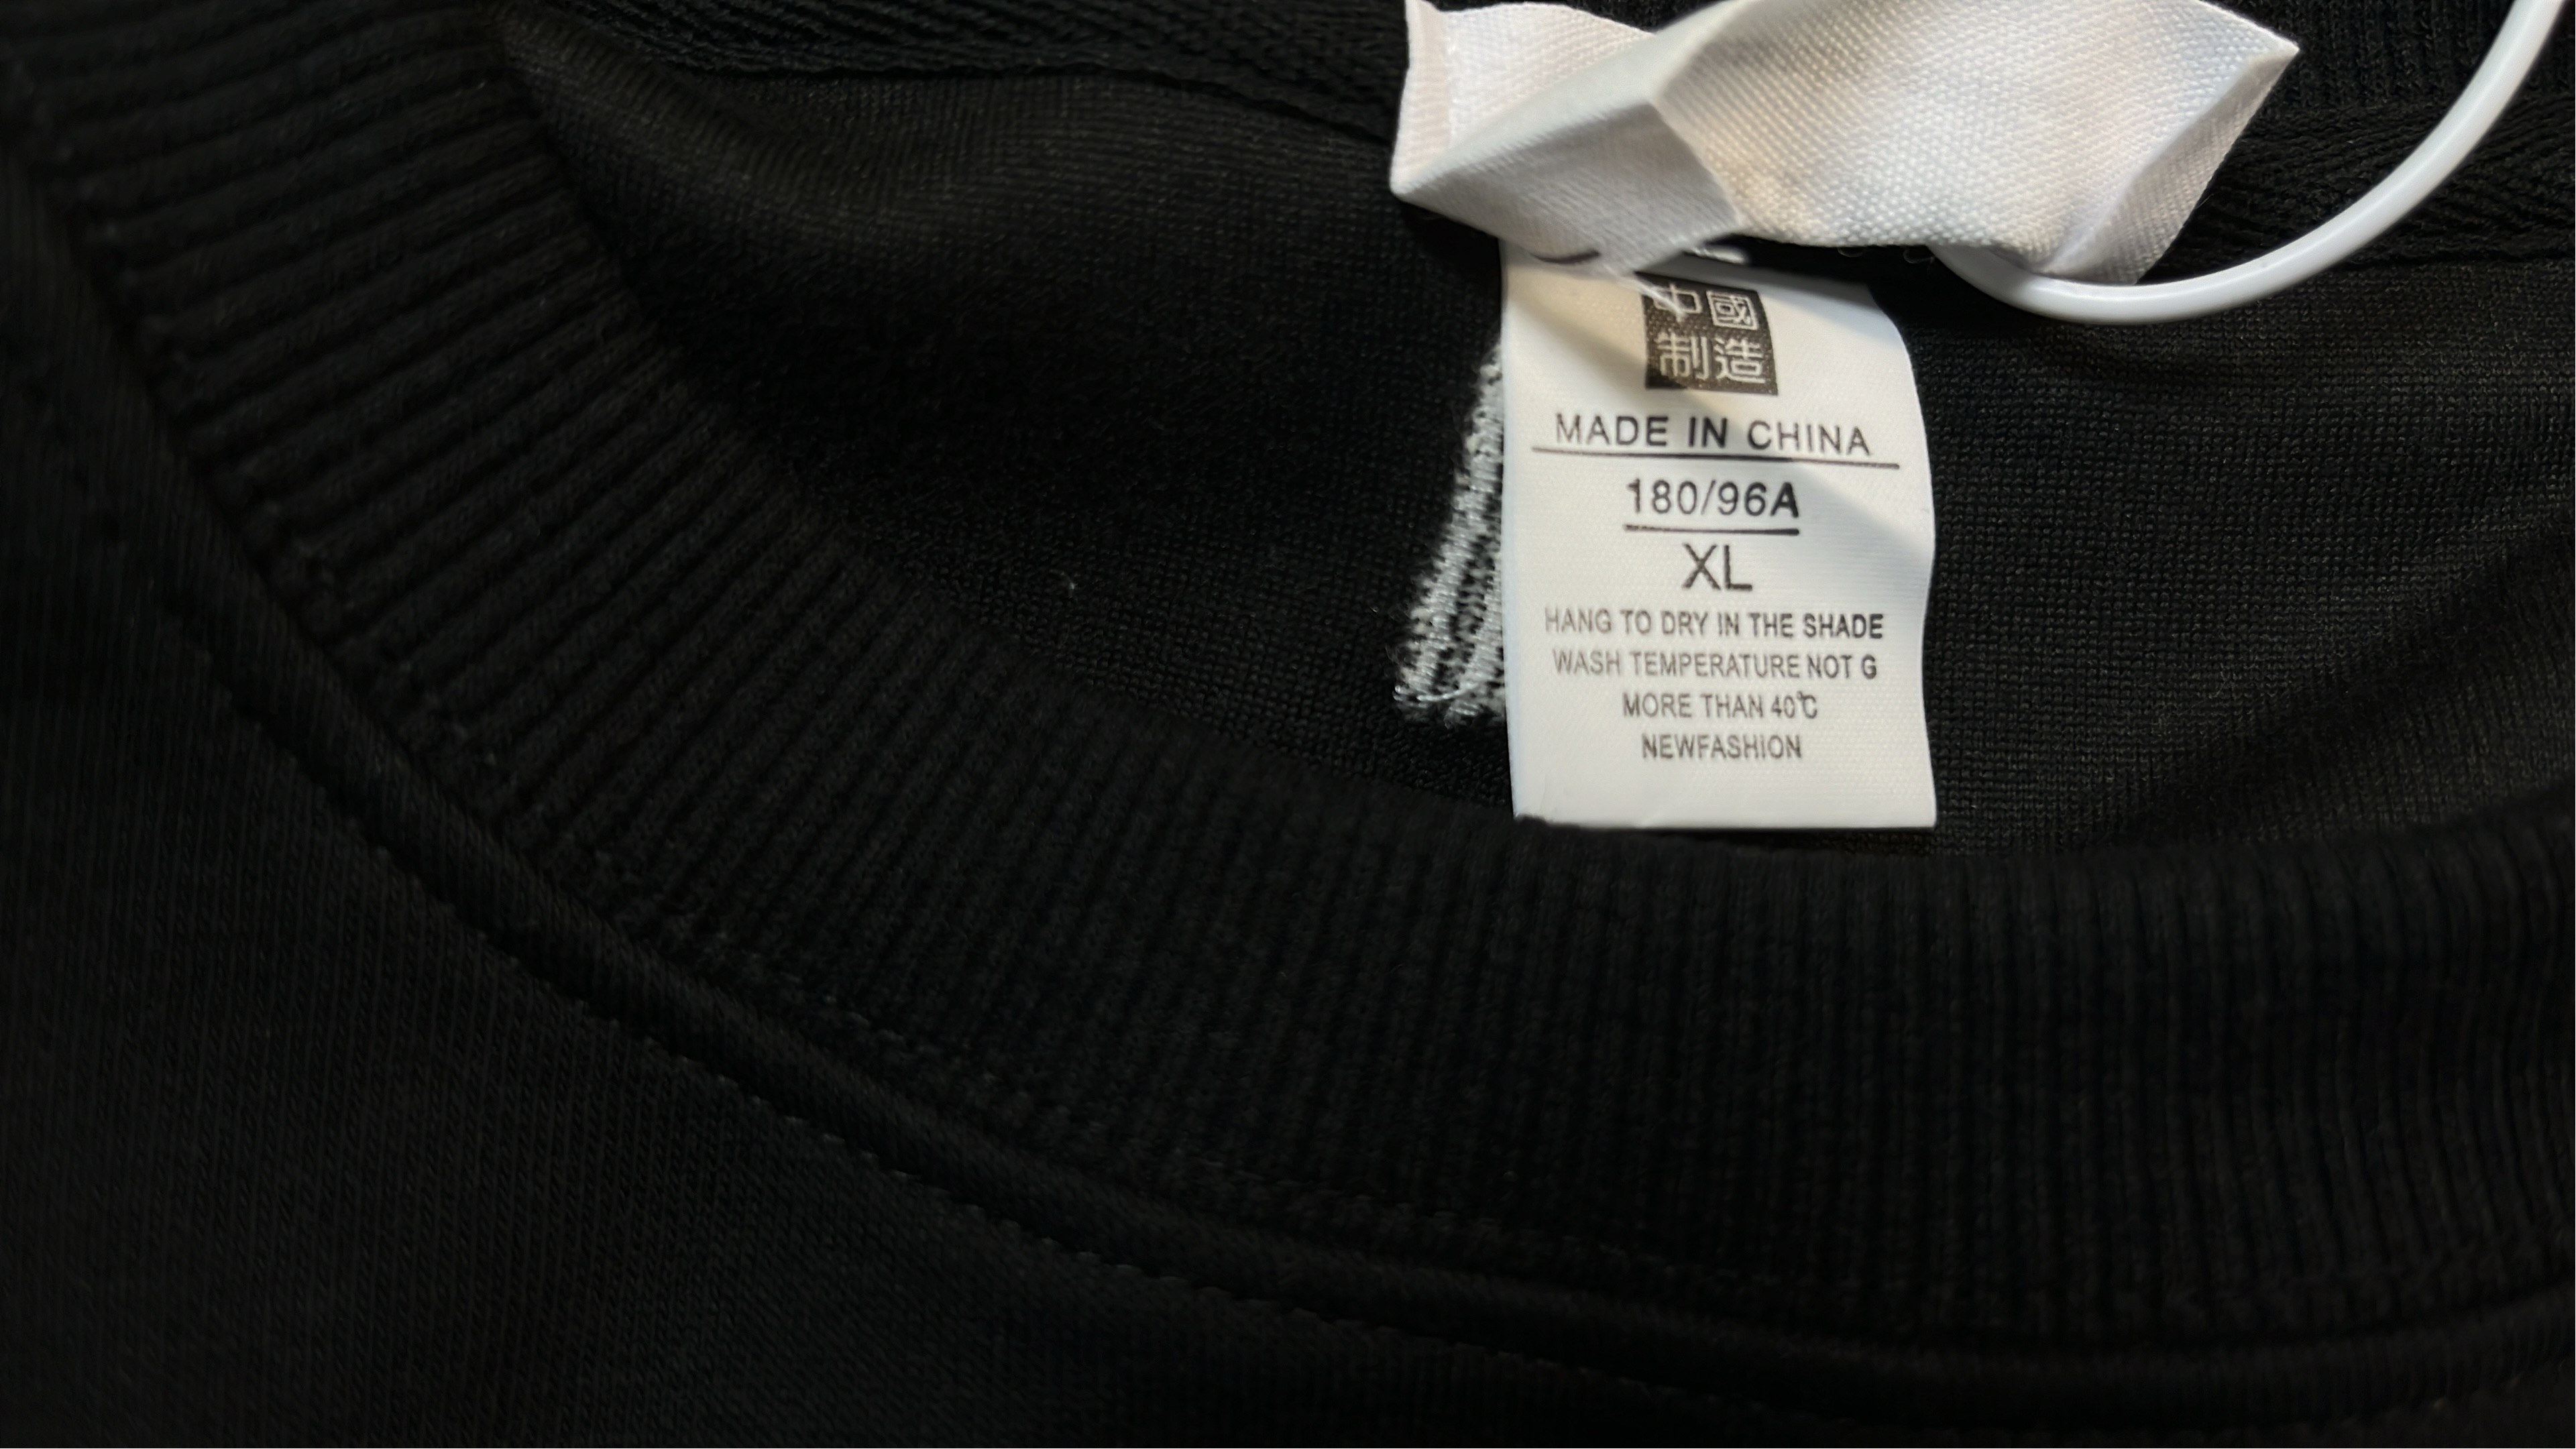 中國
制造
MADE IN CHINA
180/96A
XL
HANG TO DRY IN THE SHADE
WASH TEMPERATURE NOT G
MORE THAN 40℃
NEWFASHION